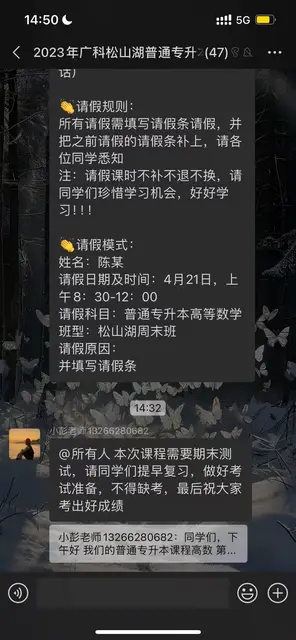 14:50
5G
2023年广科松山湖普通专升 (47)
话）
请假规则：
所有请假需填写请假条请假，并
把之前请假的请假条补上，请各
位同学悉知
注：请假课时不补不退不换，请
同学们珍惜学习机会，好好学
习！！！
请假模式：
姓名：陈某
请假日期及时间：4月21日，上
午8：30-12：00
请假科目：普通专升本高等数学
班型：松山湖周末班
请假原因：
并填写请假条
14:32
小彭老师13266280682
@所有人 本次课程需要期末测
试，请同学们提早复习，做好考
试准备，不得缺考，最后祝大家
考出好成绩
小彭老师13266280682：同学们，下
午好 我们的普通专升本课程高数 第...